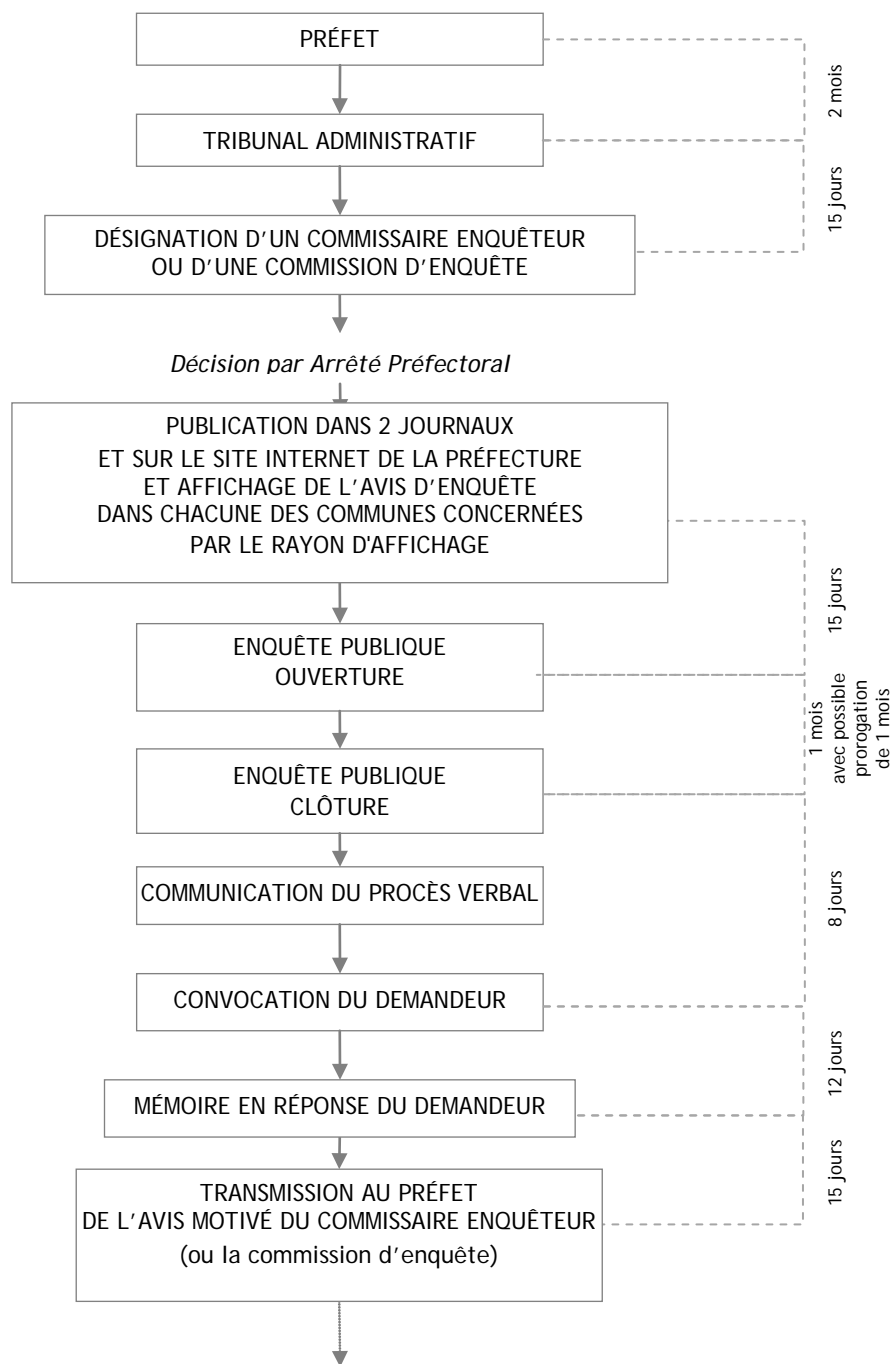 PRÉFET
2 mois
TRIBUNAL ADMINISTRATIF
15 jours
DÉSIGNATION D'UN COMMISSAIRE ENQUÊTEUR
OU D'UNE COMMISSION D'ENQUÊTE
Décision par Arrêté Préfectoral
PUBLICATION DANS 2 JOURNAUX
ET SUR LE SITE INTERNET DE LA PRÉFECTURE
ET AFFICHAGE DE L'AVIS D'ENQUÊTE
DANS CHACUNE DES COMMUNES CONCERNÉES
PAR LE RAYON D'AFFICHAGE
15 jours
ENQUÊTE PUBLIQUE
OUVERTURE
1 mois
avec possible
prorogation
de 1 mois
ENQUÊTE PUBLIQUE
CLÔTURE
COMMUNICATION DU PROCÈS VERBAL
8 jours
CONVOCATION DU DEMANDEUR
12 jours
MÉMOIRE EN RÉPONSE DU DEMANDEUR
15 jours
TRANSMISSION AU PRÉFET
DE L'AVIS MOTIVÉ DU COMMISSAIRE ENQUÊTEUR
(ou la commission d'enquête)